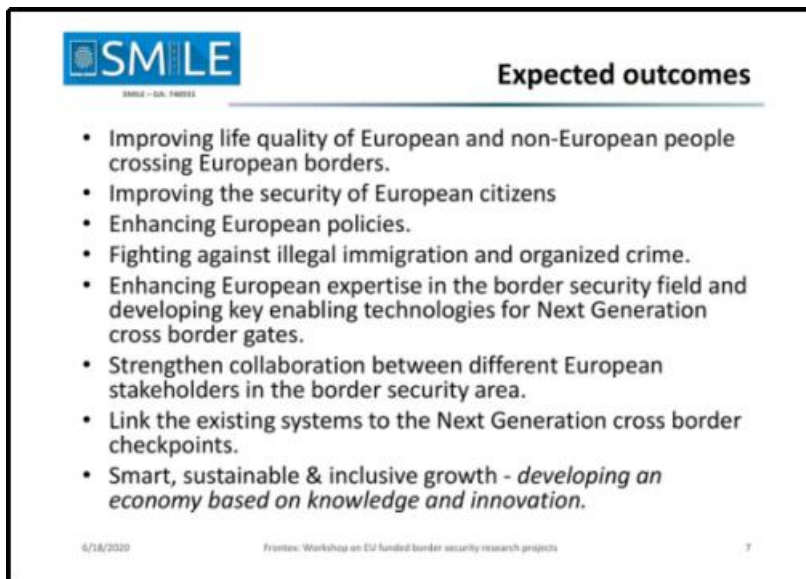 SMILE
SMILE – GA: 740931
Expected outcomes
• Improving life quality of European and non-European people
crossing European borders.
• Improving the security of European citizens
• Enhancing European policies.
• Fighting against illegal immigration and organized crime.
• Enhancing European expertise in the border security field and
developing key enabling technologies for Next Generation
cross border gates.
• Strengthen collaboration between different European
stakeholders in the border security area.
• Link the existing systems to the Next Generation cross border
checkpoints.
• Smart, sustainable & inclusive growth - developing an
economy based on knowledge and innovation.
6/18/2020
Frontex: Workshop on EU funded border security research projects
7